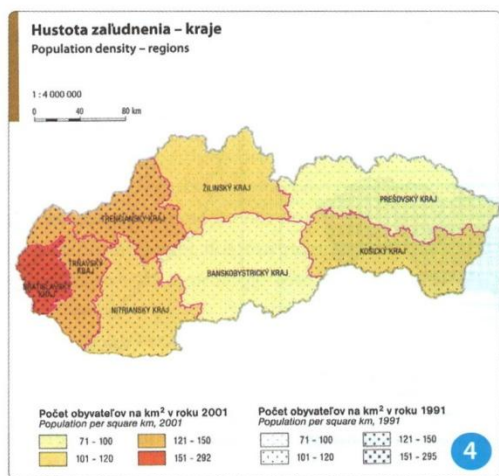 Hustota zaľudnenia – kraje
Population density – regions
1 : 4 000 000
0 40 80 km
ŽILINSKÝ KRAJ
PREŠOVSKÝ KRAJ
TRENČIANSKY KRAJ
KOŠICKÝ KRAJ
TRNAVSKÝ
KRAJ
BRATISLAVSKÝ
KRAJ
BANSKOBYSTRICKÝ KRAJ
NITRIANSKY KRAJ
Počet obyvateľov na km² v roku 2001
Population per square km, 2001
71 - 100
121 - 150
101 - 120
151 - 292
Počet obyvateľov na km² v roku 1991
Population per square km, 1991
71 - 100
121 - 150
101 - 120
151 - 295
4